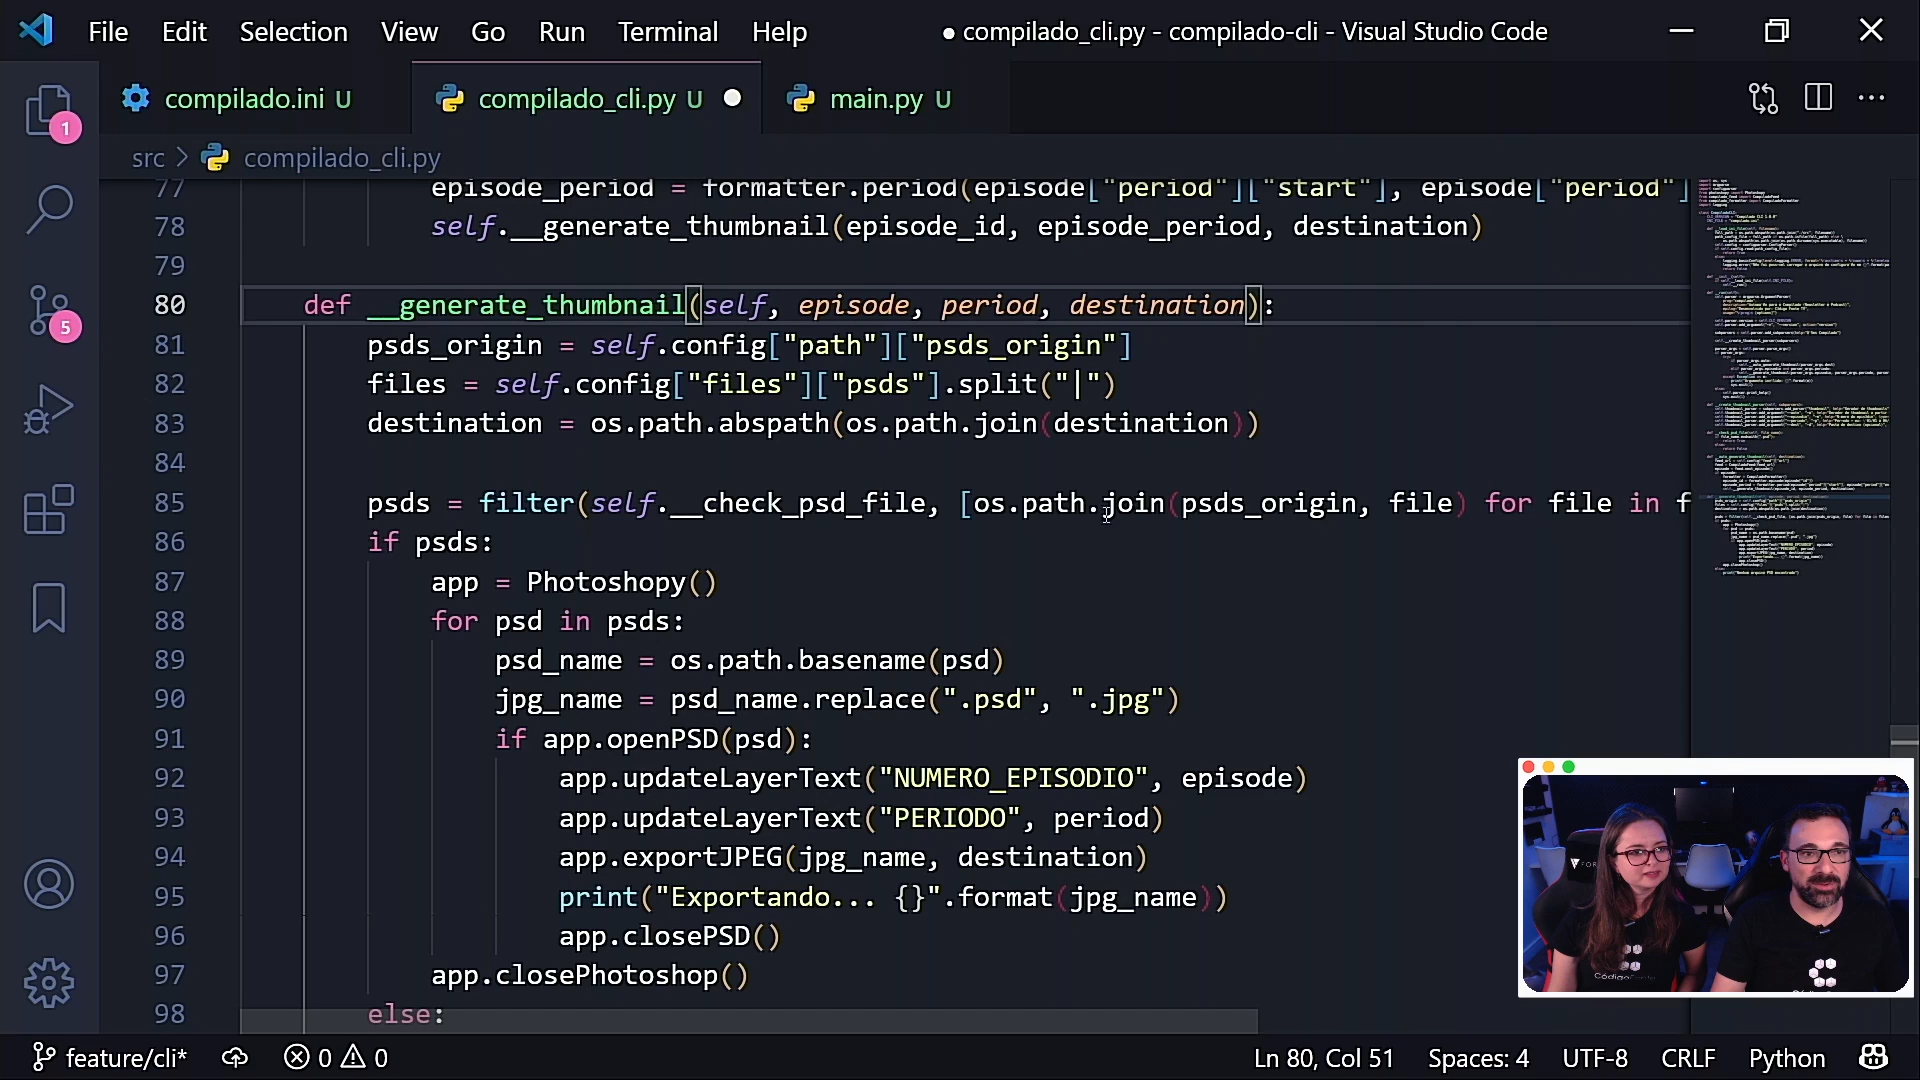 File Edit Selection View Go Run Terminal Help ● compilado_cli.py - compilado-cli - Visual Studio Code
compilado.ini U compilado_cli.py U main.py U
src > compilado_cli.py
77 episode_period = formatter.period(episode["period"]["start"], episode["period"]
78 self.__generate_thumbnail(episode_id, episode_period, destination)
79
80 def __generate_thumbnail(self, episode, period, destination):
81 psds_origin = self.config["path"]["psds_origin"]
82 files = self.config["files"]["psds"].split("|")
83 destination = os.path.abspath(os.path.join(destination))
84
85 psds = filter(self.__check_psd_file, [os.path.join(psds_origin, file) for file in f
86 if psds:
87 app = Photoshopy()
88 for psd in psds:
89 psd_name = os.path.basename(psd)
90 jpg_name = psd_name.replace(".psd", ".jpg")
91 if app.openPSD(psd):
92 app.updateLayerText("NUMERO_EPISODIO", episode)
93 app.updateLayerText("PERIODO", period)
94 app.exportJPEG(jpg_name, destination)
95 print("Exportando... {}".format(jpg_name))
96 app.closePSD()
97 app.closePhotoshop()
98 else:
1
5
feature/cli* 0 0 Ln 80, Col 51 Spaces: 4 UTF-8 CRLF Python